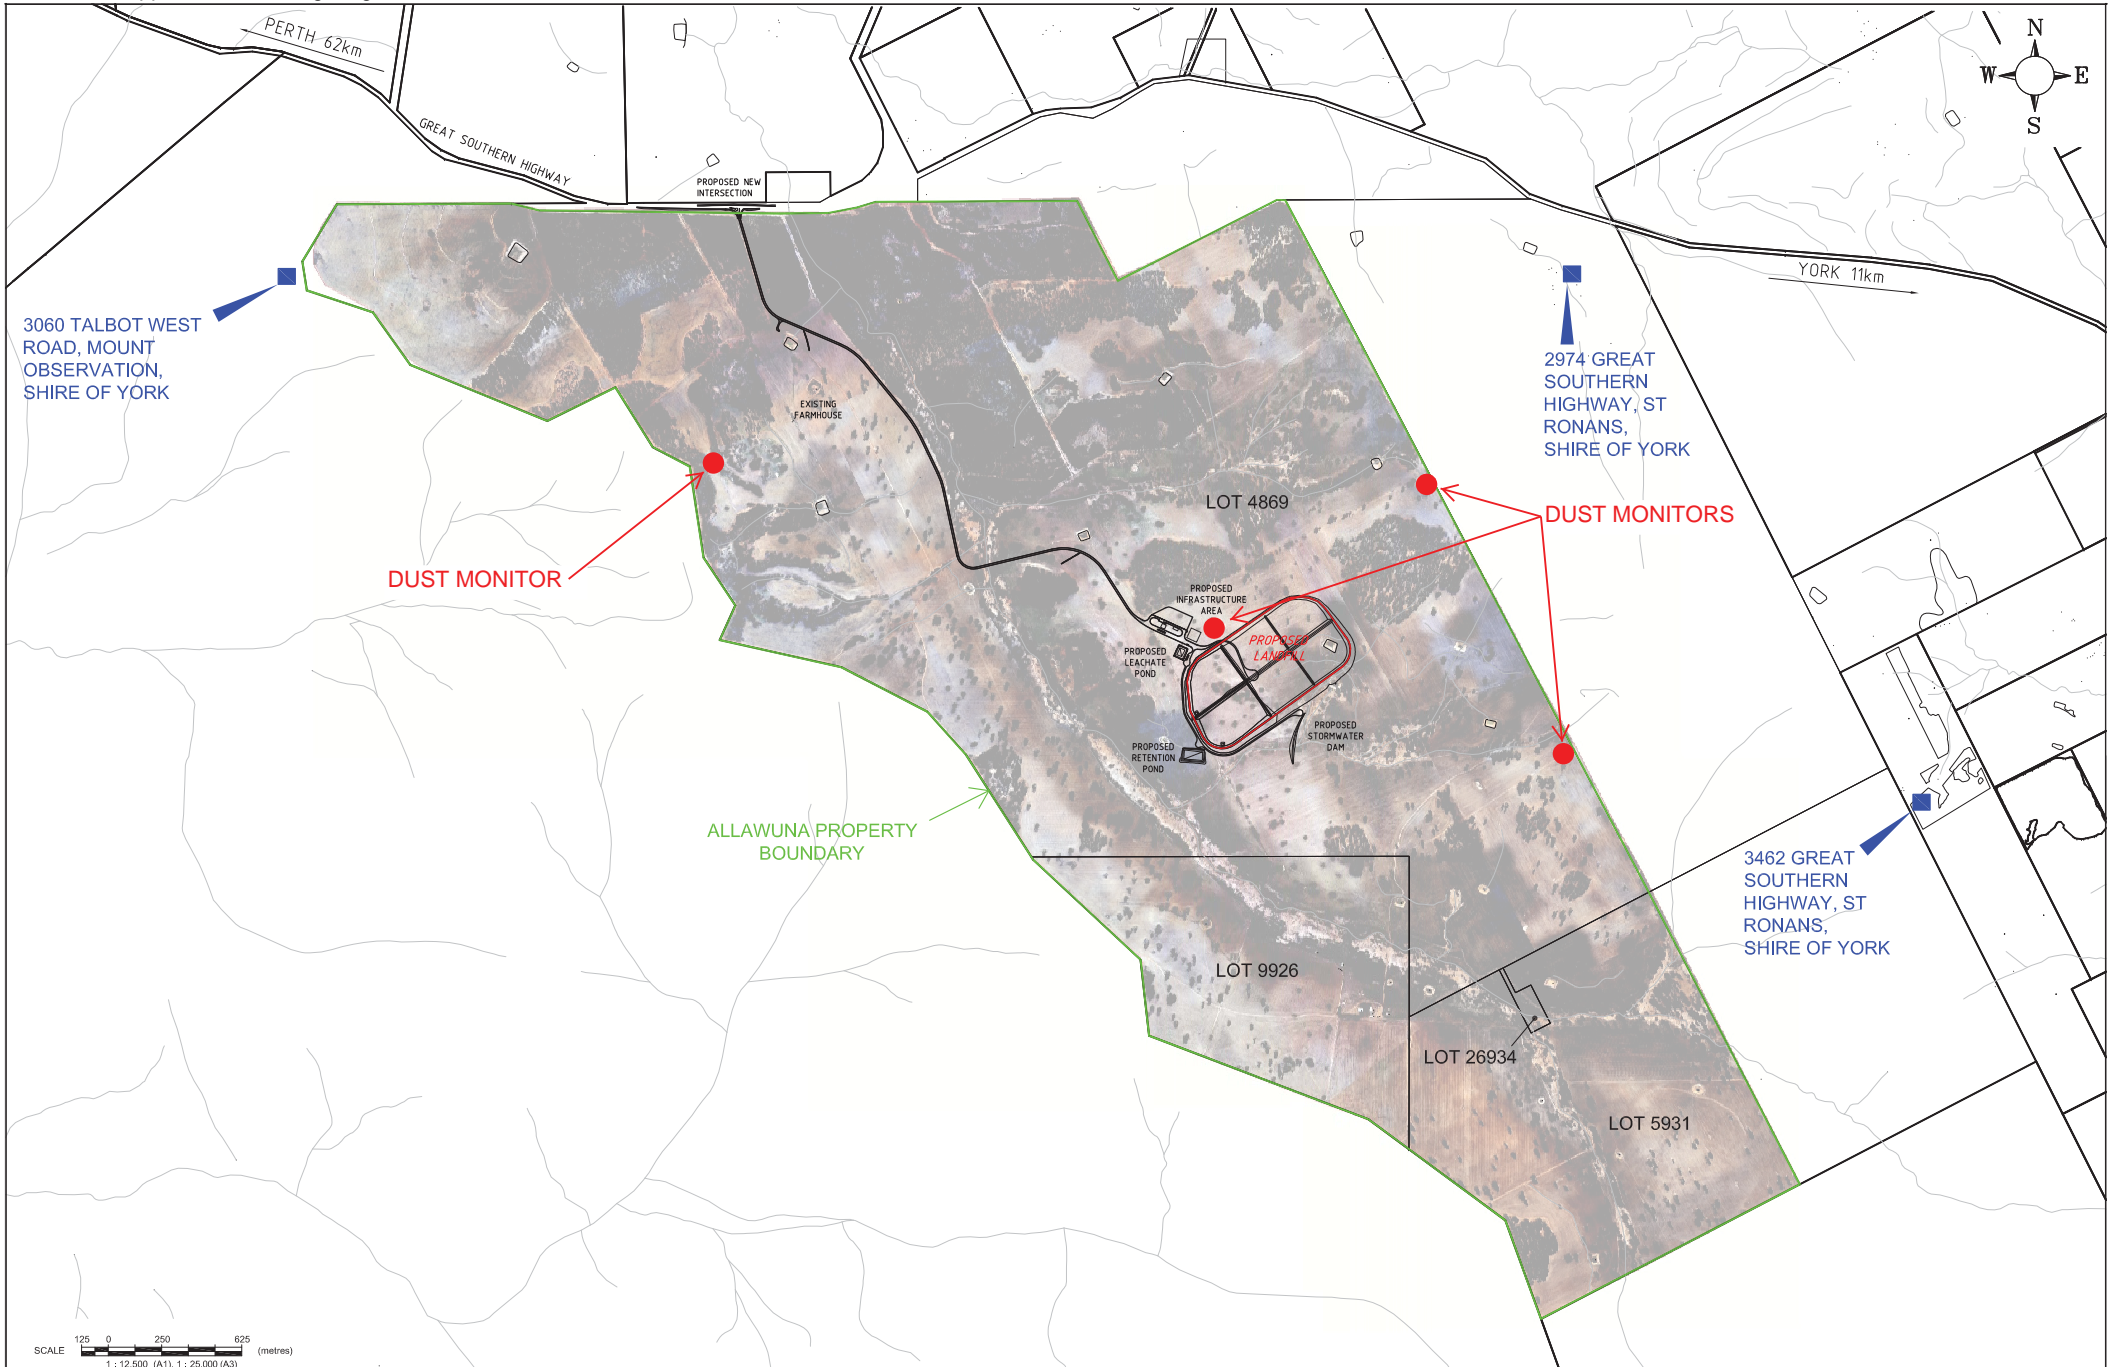 PERTH 62km
N
W E
S
GREAT SOUTHERN HIGHWAY
PROPOSED NEW
INTERSECTION
YORK 11km
3060 TALBOT WEST
ROAD, MOUNT
OBSERVATION,
SHIRE OF YORK
2974 GREAT
SOUTHERN
HIGHWAY, ST
RONANS,
SHIRE OF YORK
EXISTING
FARMHOUSE
LOT 4869
DUST MONITORS
DUST MONITOR
PROPOSED
INFRASTRUCTURE
AREA
PROPOSED
LANDFILL
PROPOSED
LEACHATE
POND
PROPOSED
STORMWATER
DAM
PROPOSED
RETENTION
POND
ALLAWUNA PROPERTY
BOUNDARY
3462 GREAT
SOUTHERN
HIGHWAY, ST
RONANS,
SHIRE OF YORK
LOT 9926
LOT 26934
LOT 5931
SCALE 125 0 250 625 (metres)
1 : 12,500 (A1), 1 : 25,000 (A3)